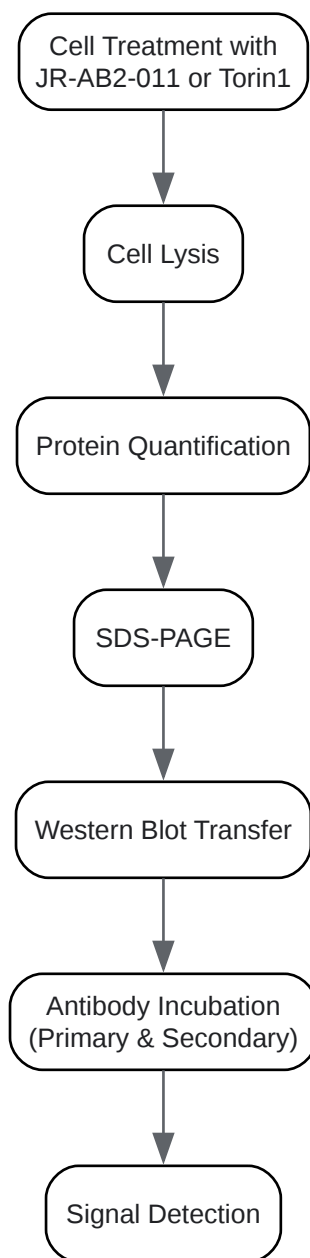 Cell Treatment with
JR-AB2-011 or Torin1
Cell Lysis
Protein Quantification
SDS-PAGE
Western Blot Transfer
Antibody Incubation
(Primary & Secondary)
Signal Detection